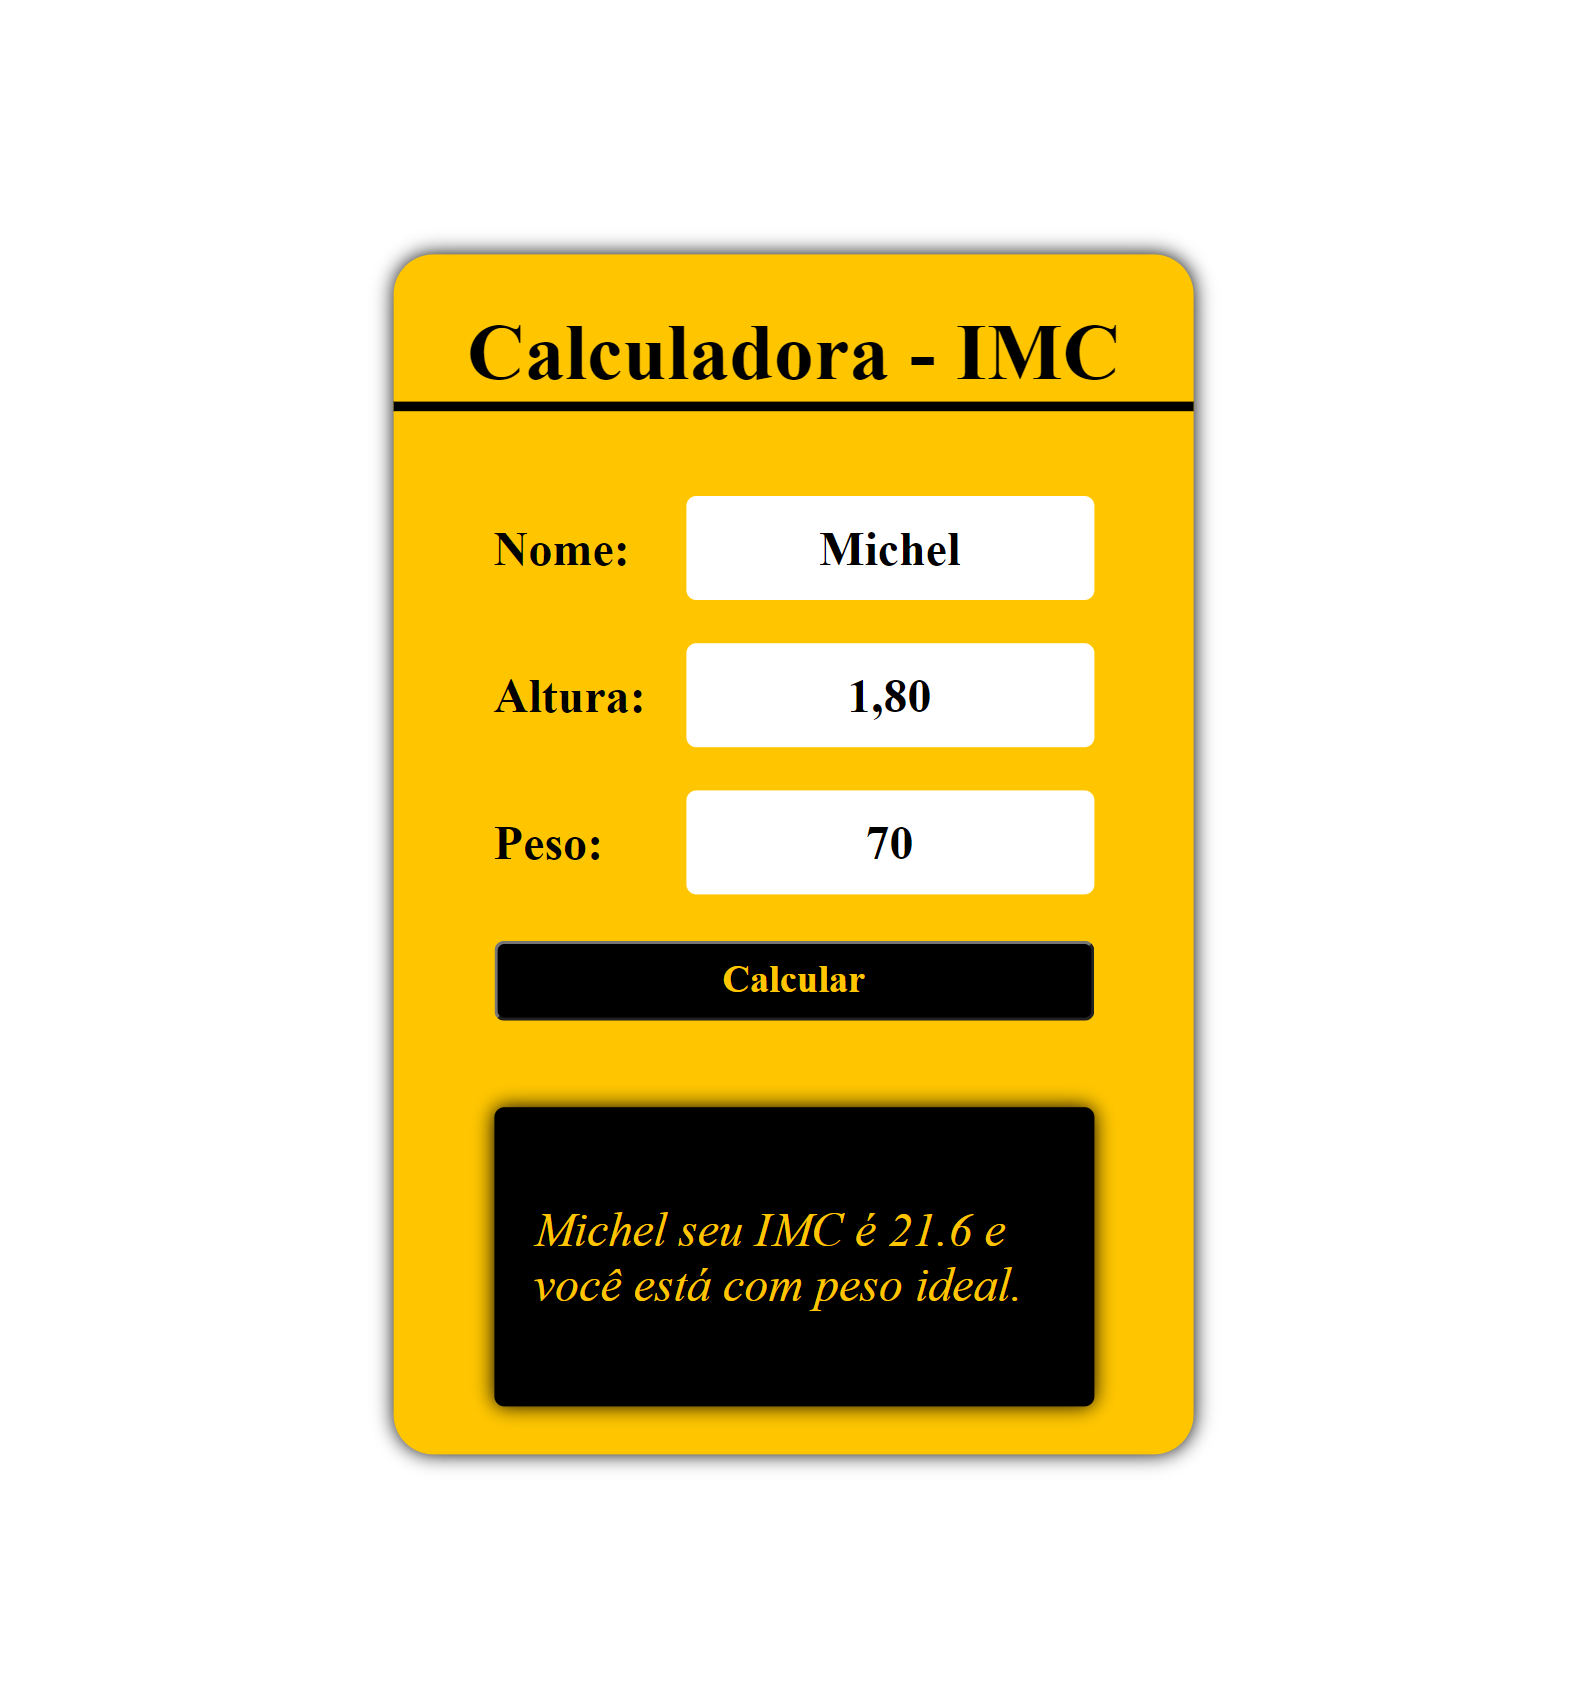 Calculadora - IMC
Nome: Michel
Altura: 1,80
Peso: 70
Calcular
Michel seu IMC é 21.6 e
você está com peso ideal.